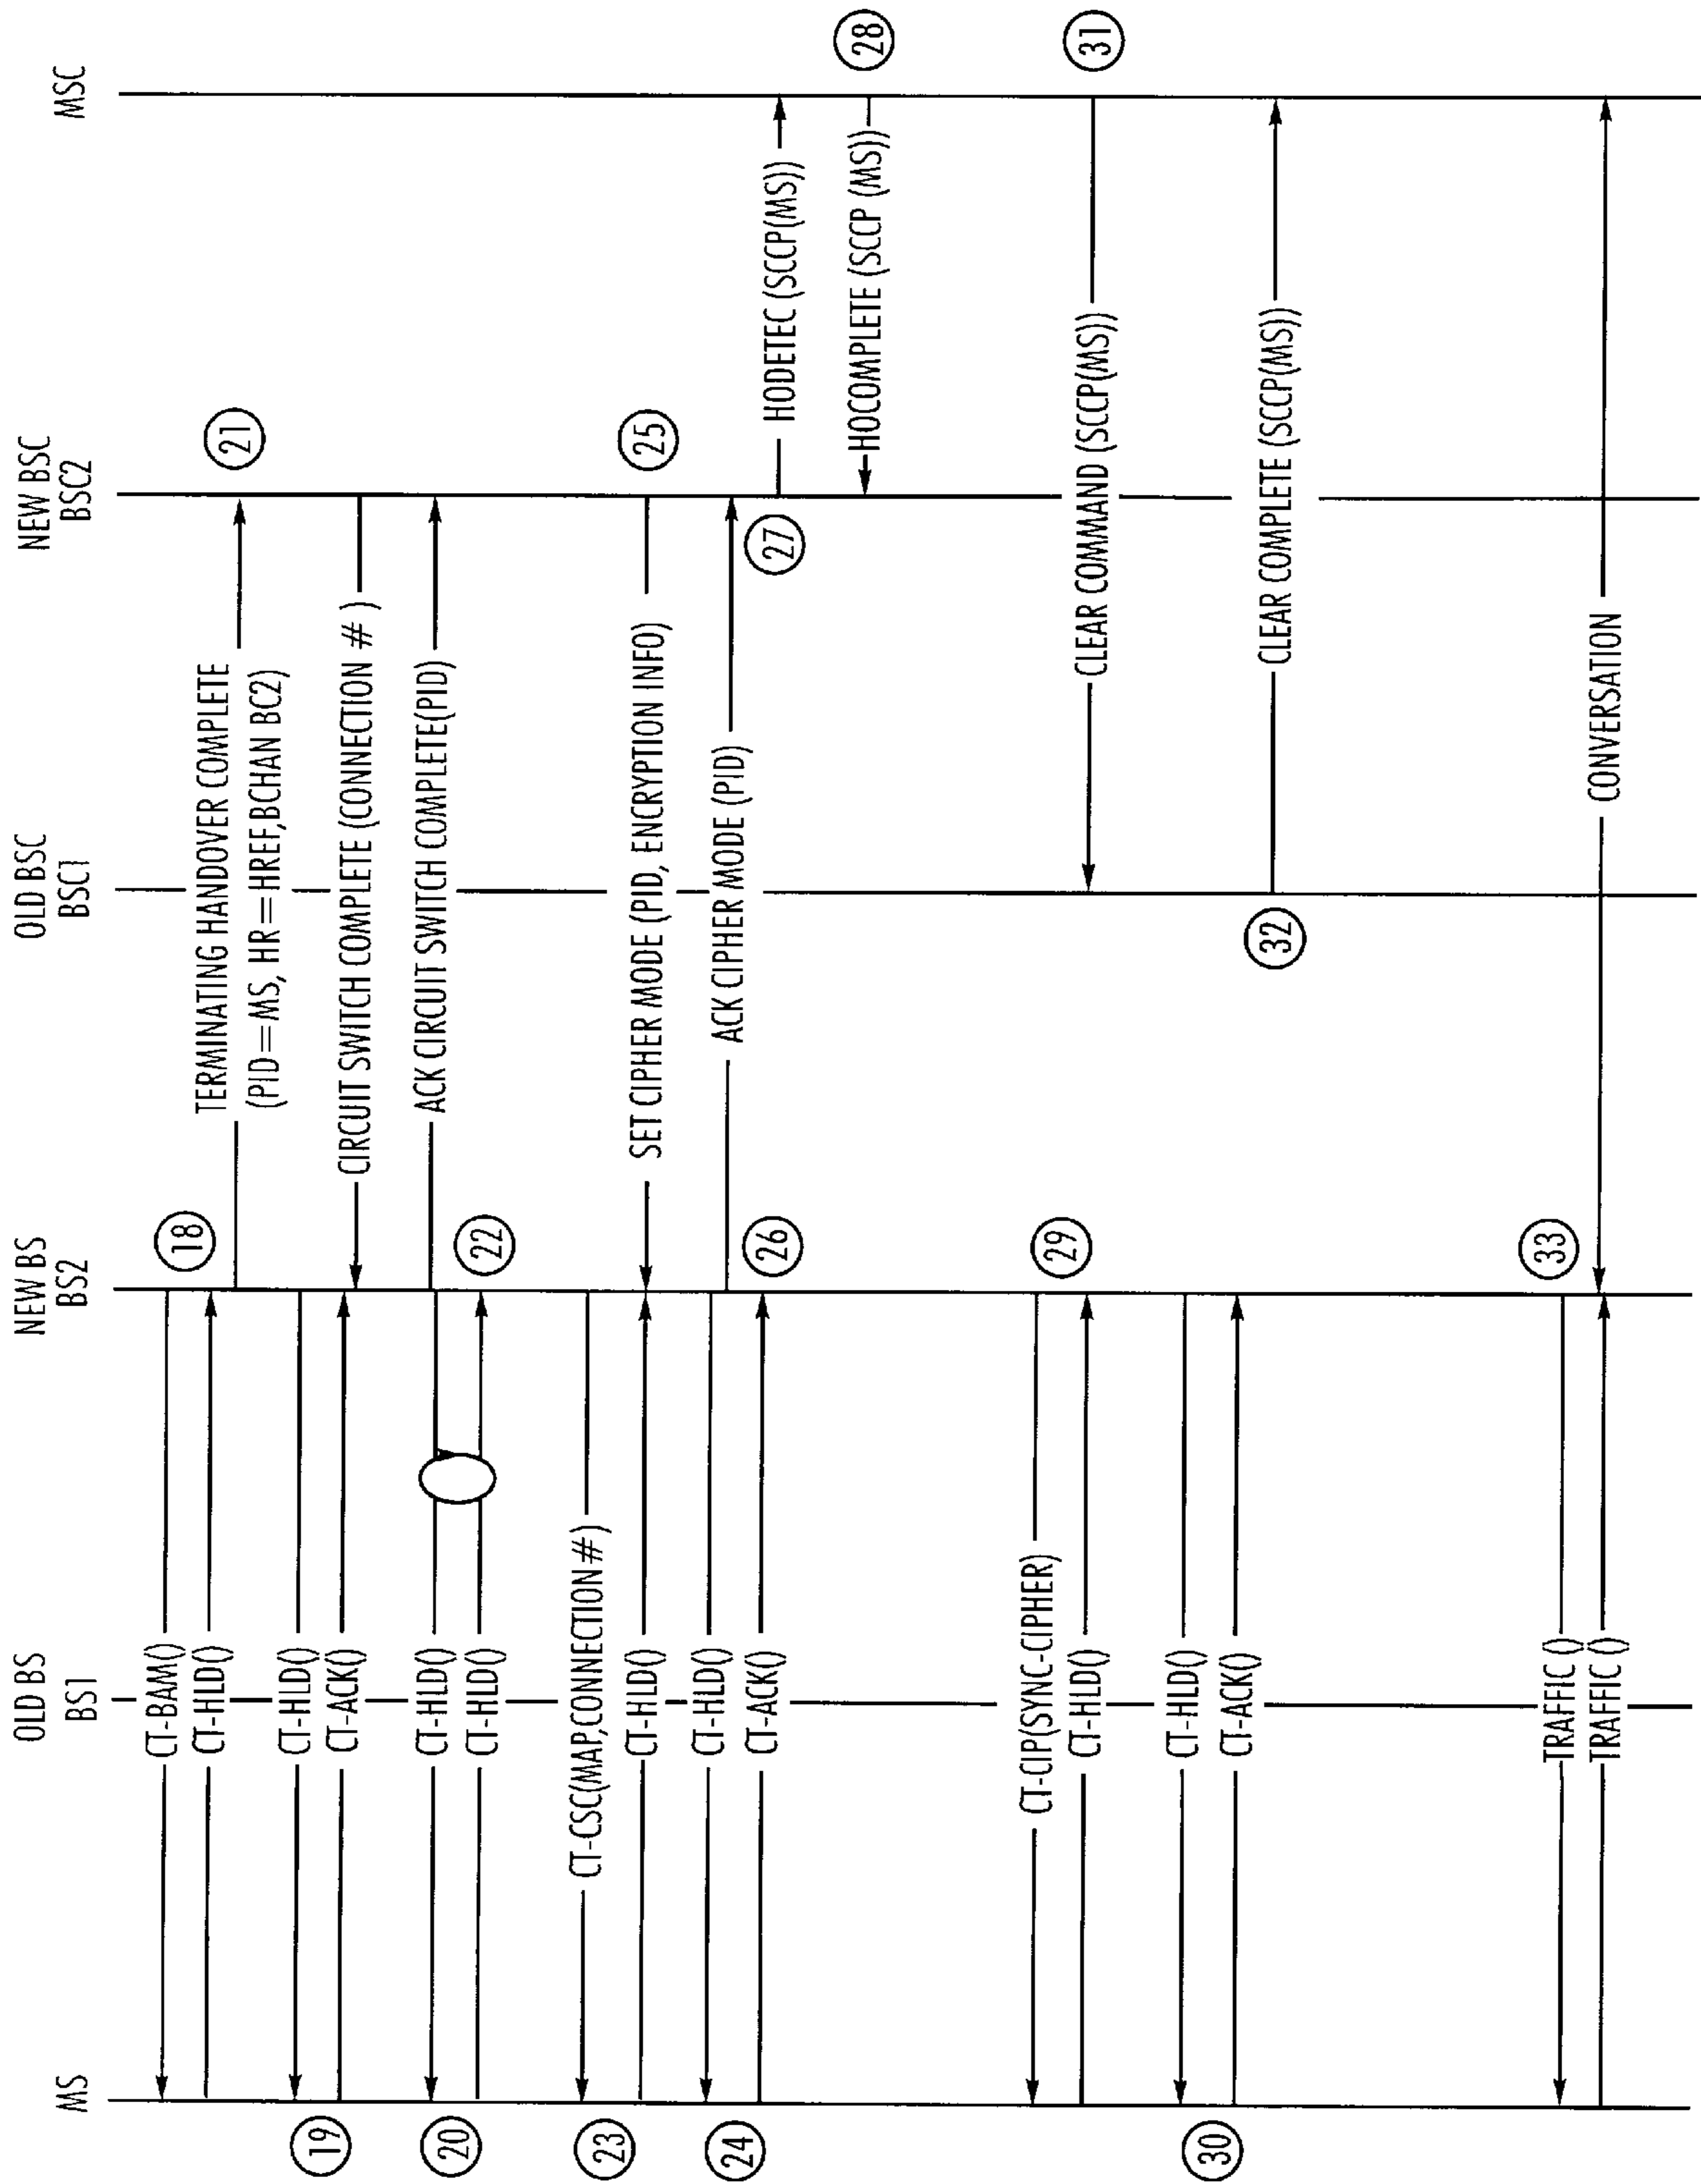 MS
OLD BS
BS1
NEW BS
BS2
OLD BSC
BSC1
NEW BSC
BSC2
MSC
CT-BAM()
18
CT-HLD()
TERMINATING HANDOVER COMPLETE
(PID=MS, HR=HREF,BCHAN BC2)
21
CT-HLD()
19
CT-ACK()
CIRCUIT SWITCH COMPLETE (CONNECTION #)
20
CT-HLD()
ACK CIRCUIT SWITCH COMPLETE(PID)
CT-HLD()
22
23
CT-CSC(MAP,CONNECTION#)
CT-HLD()
SET CIPHER MODE (PID, ENCRYPTION INFO)
25
24
CT-HLD()
ACK CIPHER MODE (PID)
CT-ACK()
26
27
HODETEC (SCCP(MS))
HOCOMPLETE (SCCP (MS))
28
CT-CIP(SYNC-CIPHER)
29
CT-HLD()
CLEAR COMMAND (SCCP(MS))
31
30
CT-HLD()
CT-ACK()
32
CLEAR COMPLETE (SCCP(MS))
TRAFFIC ()
33
TRAFFIC ()
CONVERSATION